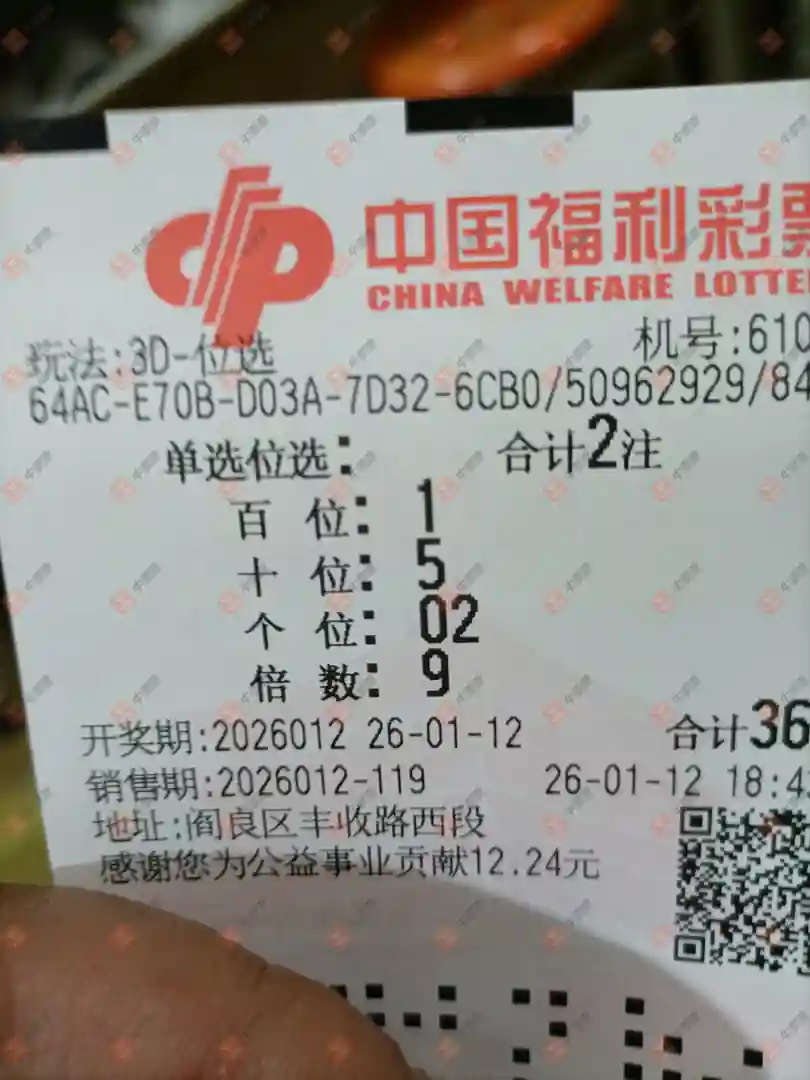 中国福利彩票
CHINA WELFARE LOTTE
玩法:3D-位选 机号:610
64AC-E70B-D03A-7D32-6CB0/50962929/84
单选位选: 合计2注
百 位: 1
十 位: 5
个 位: 02
倍 数: 9
开奖期:2026012 26-01-12 合计36
销售期:2026012-119 26-01-12 18:4
地址:阎良区丰收路西段
感谢您为公益事业贡献12.24元